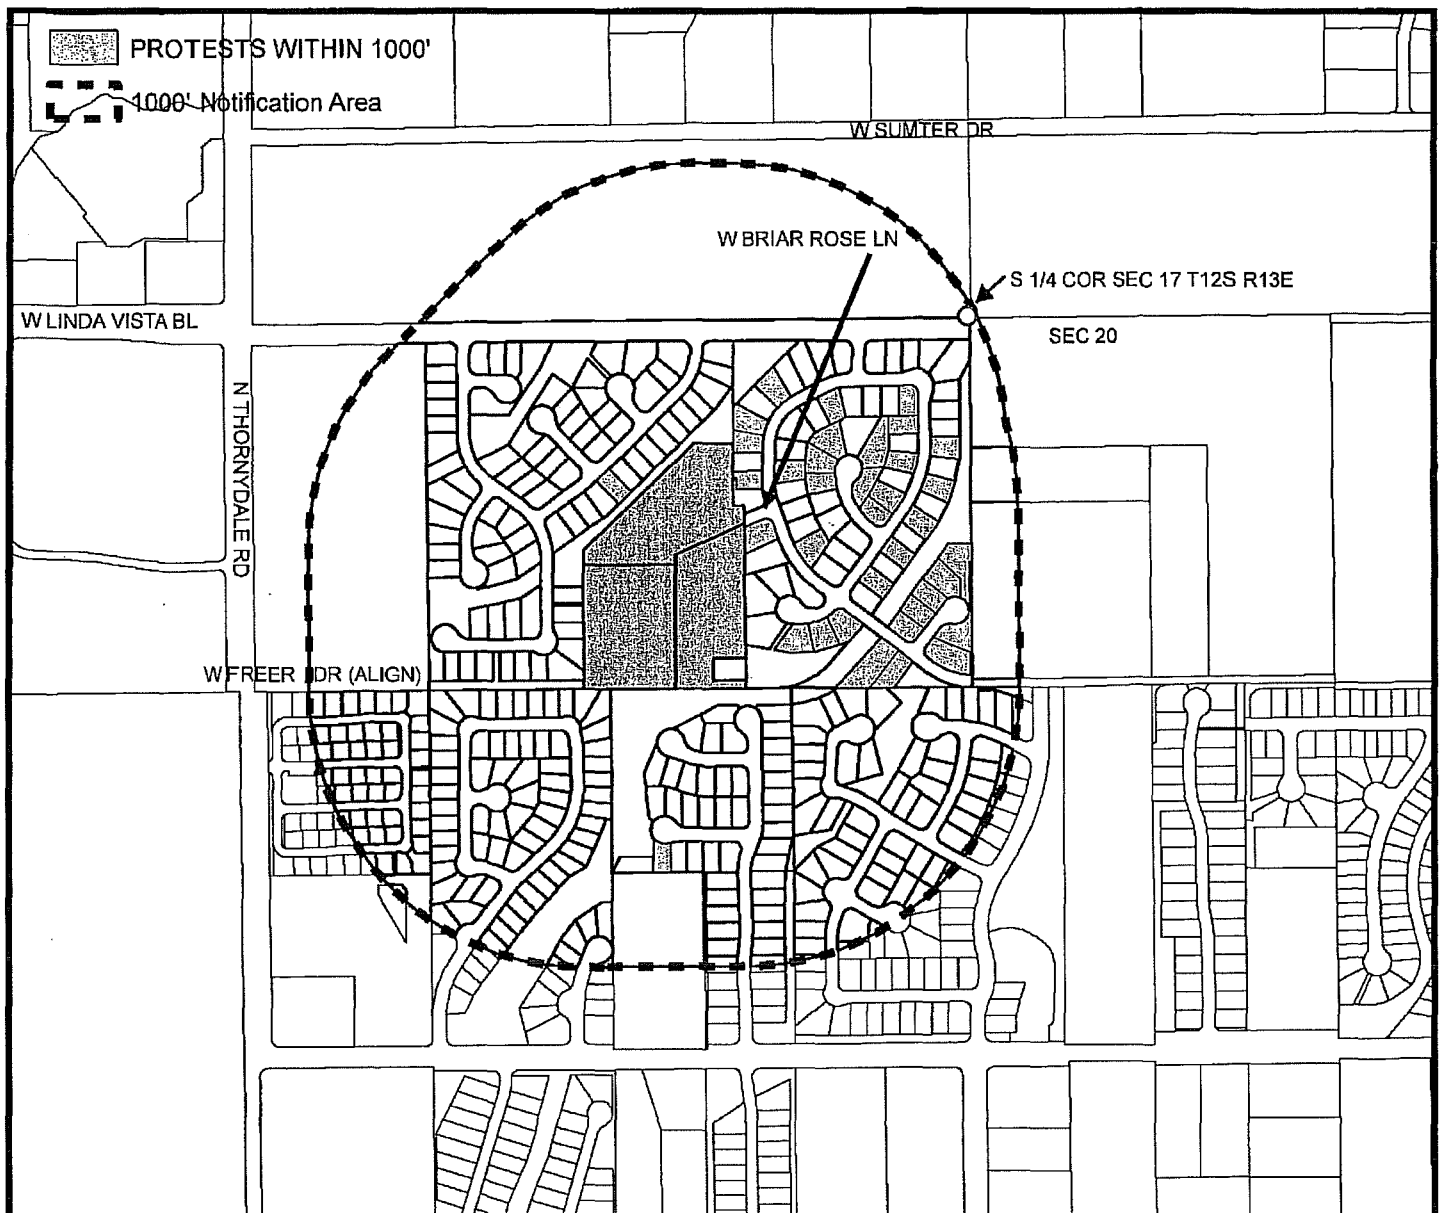 PROTESTS WITHIN 1000'
1000' Notification Area
W SUMTER DR
W BRIAR ROSE LN
S 1/4 COR SEC 17 T12S R13E
W LINDA VISTA BL
SEC 20
N THORNYDALE RD
W FREER DR (ALIGN)